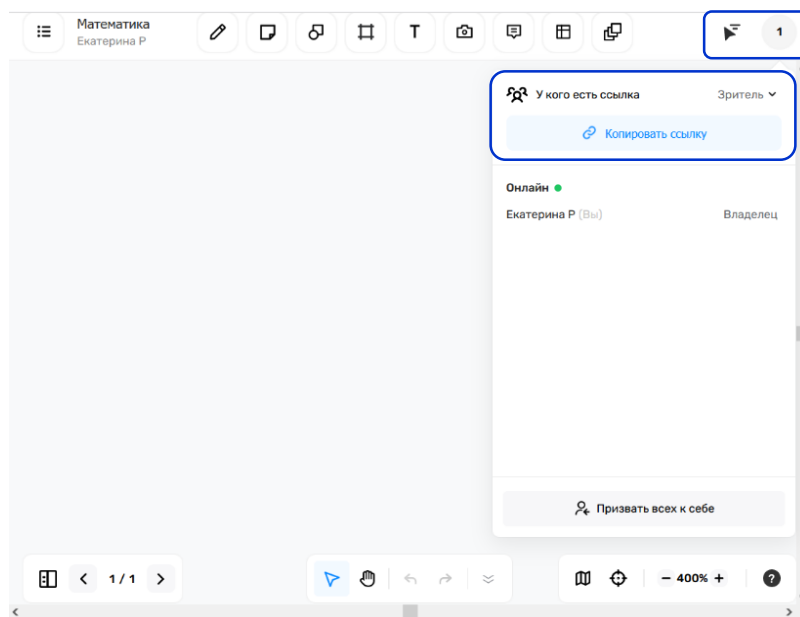 Математика
Екатерина Р
T
1
У кого есть ссылка
Зритель
Копировать ссылку
Онлайн
Екатерина Р (Вы)
Владелец
Призвать всех к себе
1 / 1
− 400% +
?